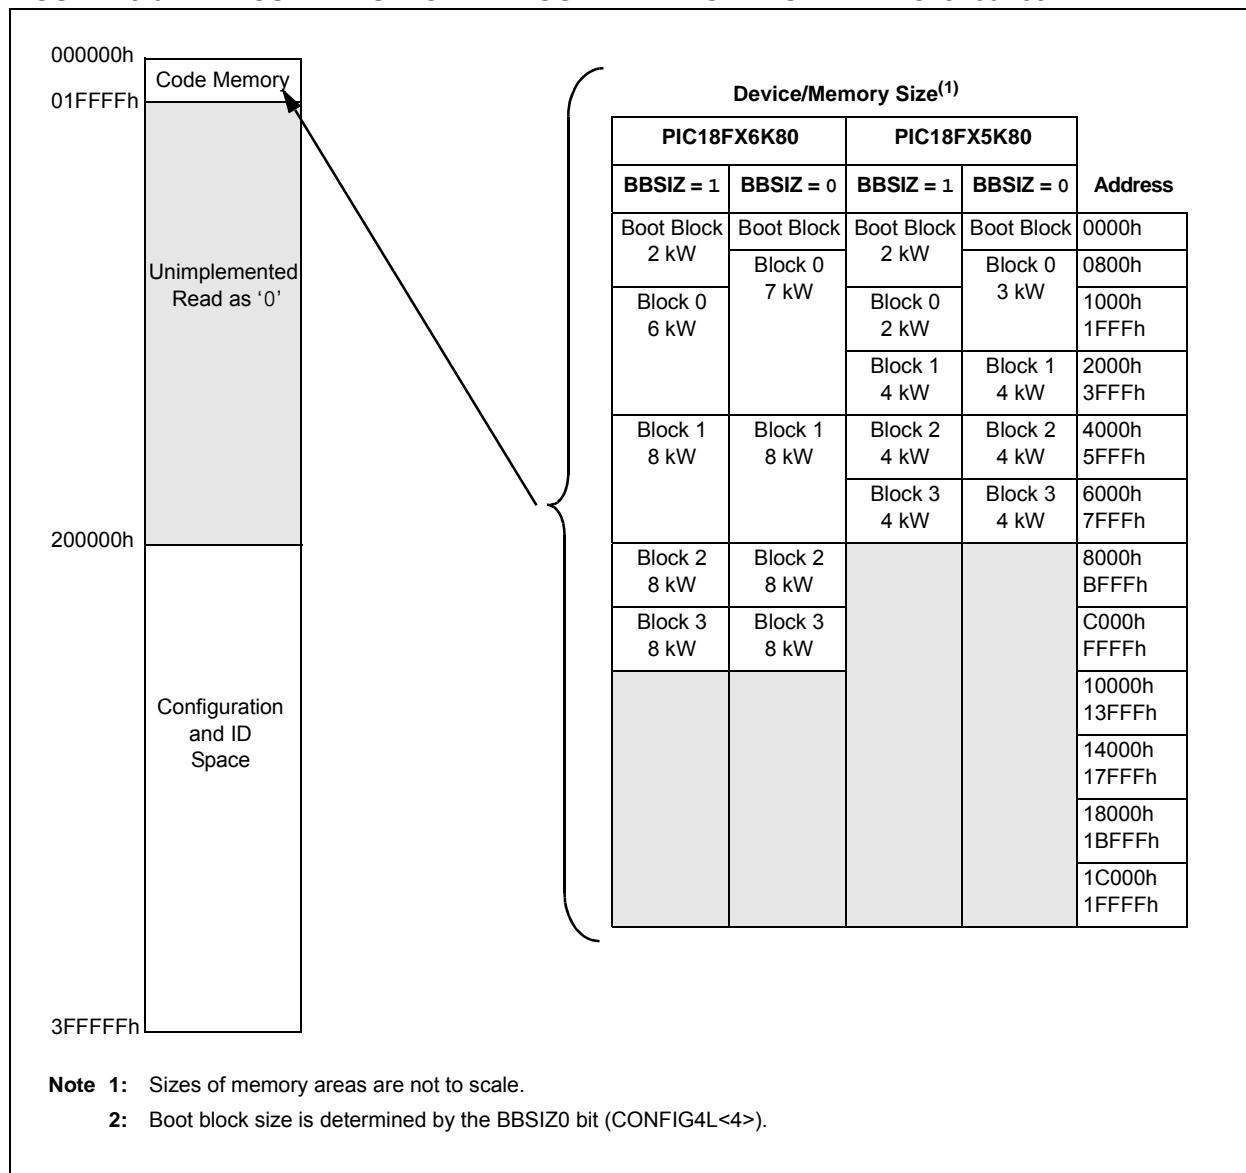 000000h
Code Memory
01FFFFh
Unimplemented
Read as ‘0’
200000h
Configuration
and ID
Space
3FFFFFh
Device/Memory Size(1)
PIC18FX6K80 PIC18FX5K80
BBSIZ = 1 BBSIZ = 0 BBSIZ = 1 BBSIZ = 0 Address
Boot Block Boot Block Boot Block Boot Block 0000h
2 kW Block 0 2 kW Block 0 0800h
7 kW 3 kW
Block 0 Block 0 1000h
6 kW 2 kW 1FFFh
Block 1 Block 1 2000h
4 kW 4 kW 3FFFh
Block 1 Block 1 Block 2 Block 2 4000h
8 kW 8 kW 4 kW 4 kW 5FFFh
Block 3 Block 3 6000h
4 kW 4 kW 7FFFh
Block 2 Block 2 8000h
8 kW 8 kW BFFFh
Block 3 Block 3 C000h
8 kW 8 kW FFFFh
10000h
13FFFh
14000h
17FFFh
18000h
1BFFFh
1C000h
1FFFFh
Note 1: Sizes of memory areas are not to scale.
2: Boot block size is determined by the BBSIZ0 bit (CONFIG4L<4>).